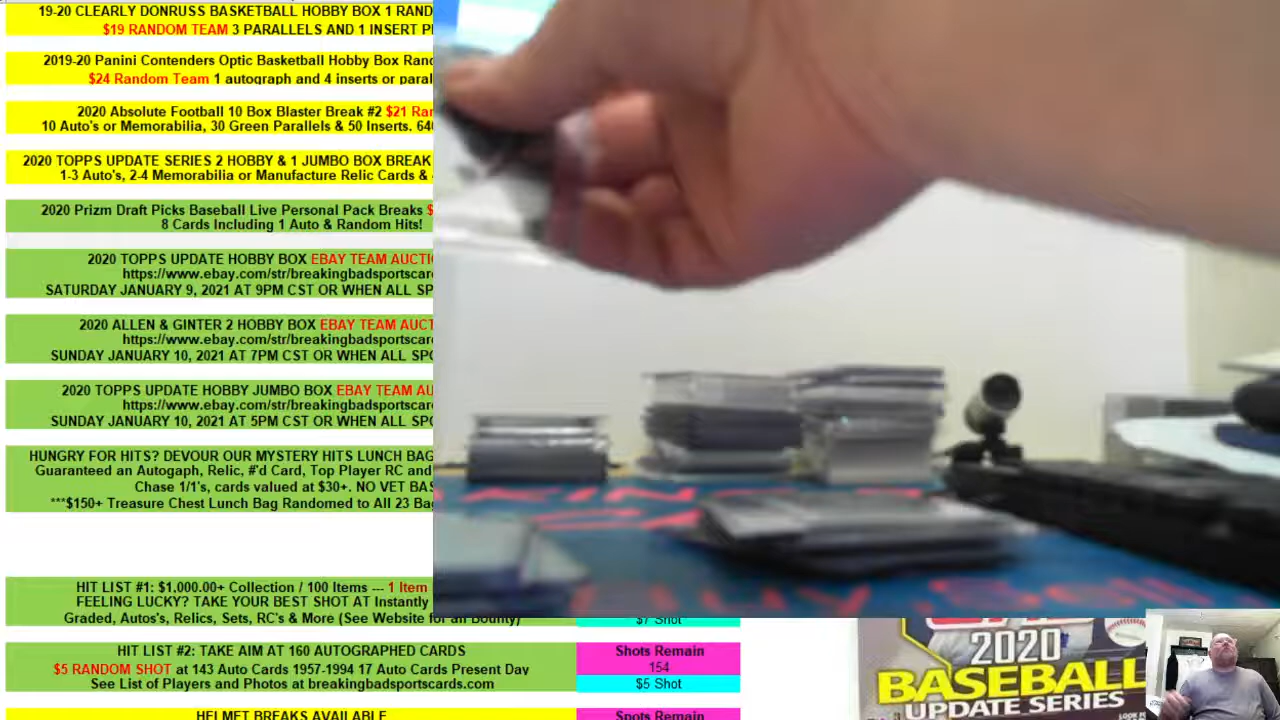 19-20 CLEARLY DONRUSS BASKETBALL HOBBY BOX 1 RAND
$19 RANDOM TEAM 3 PARALLELS AND 1 INSERT P
2019-20 Panini Contenders Optic Basketball Hobby Box Ran
$24 Random Team 1 autograph and 4 inserts or paral
2020 Absolute Football 10 Box Blaster Break #2 $21 Ran
10 Auto's or Memorabilia, 30 Green Parallels & 50 Inserts. 640
2020 TOPPS UPDATE SERIES 2 HOBBY & 1 JUMBO BOX BREAK
1-3 Auto's, 2-4 Memorabilia or Manufacture Relic Cards &
2020 Prizm Draft Picks Baseball Live Personal Pack Breaks $
8 Cards Including 1 Auto & Random Hits!
2020 TOPPS UPDATE HOBBY BOX EBAY TEAM AUCTI
https://www.ebay.com/str/breakingbadsportscard
SATURDAY JANUARY 9, 2021 AT 9PM CST OR WHEN ALL SP
2020 ALLEN & GINTER 2 HOBBY BOX EBAY TEAM AUCT
https://www.ebay.com/str/breakingbadsportscard
SUNDAY JANUARY 10, 2021 AT 7PM CST OR WHEN ALL SPO
2020 TOPPS UPDATE HOBBY JUMBO BOX EBAY TEAM AU
https://www.ebay.com/str/breakingbadsportscard
SUNDAY JANUARY 10, 2021 AT 5PM CST OR WHEN ALL SPO
HUNGRY FOR HITS? DEVOUR OUR MYSTERY HITS LUNCH BAG
Guaranteed an Autogaph, Relic, #'d Card, Top Player RC and
Chase 1/1's, cards valued at $30+. NO VET BAS
***$150+ Treasure Chest Lunch Bag Randomed to All 23 Bag
HIT LIST #1: $1,000.00+ Collection / 100 Items --- 1 Item
FEELING LUCKY? TAKE YOUR BEST SHOT AT Instantly
Graded, Autos's, Relics, Sets, RC's & More (See Website for an Bounty)
$7 Shot
HIT LIST #2: TAKE AIM AT 160 AUTOGRAPHED CARDS
$5 RANDOM SHOT at 143 Auto Cards 1957-1994 17 Auto Cards Present Day
See List of Players and Photos at breakingbadsportscards.com
Shots Remain
154
$5 Shot
HELMET BREAKS AVAILABLE
Spots Remain
Buy, Sell
2020
BASEBALL
UPDATE SERIES